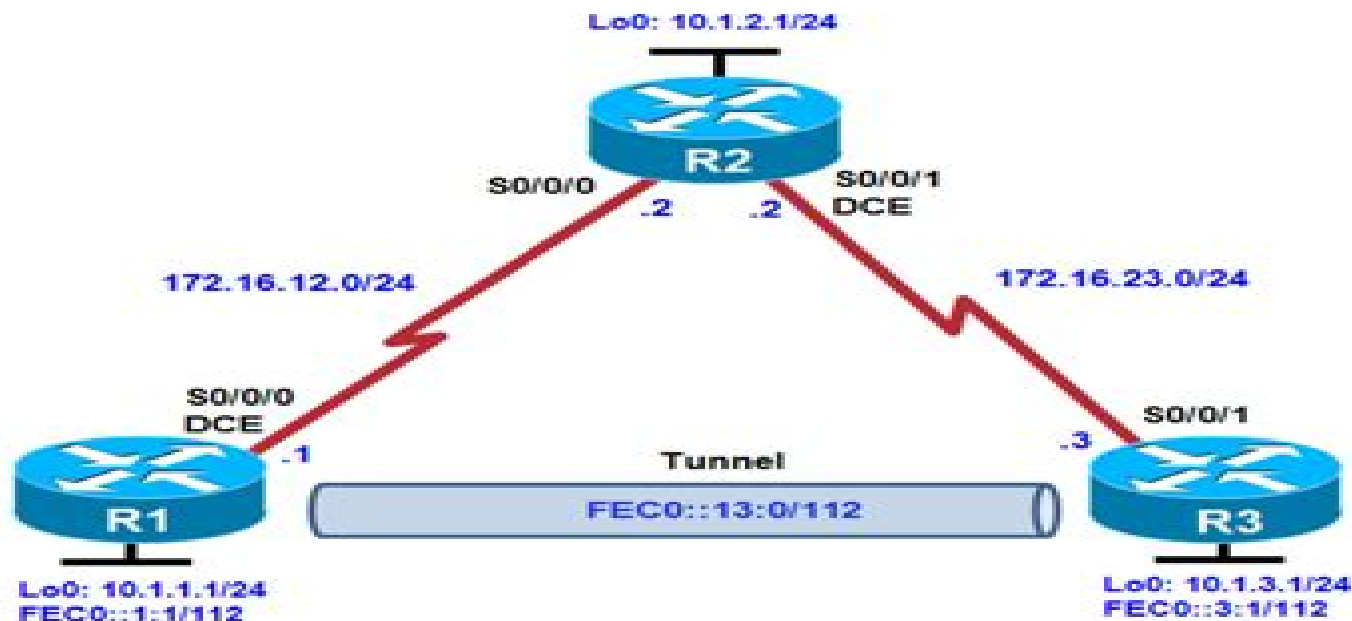 Lo0: 10.1.2.1/24
R2
S0/0/0
S0/0/1
DCE
.2
.2
172.16.12.0/24
172.16.23.0/24
S0/0/0
DCE
S0/0/1
.1
.3
Tunnel
FEC0::13:0/112
R1
R3
Lo0: 10.1.1.1/24
FEC0::1:1/112
Lo0: 10.1.3.1/24
FEC0::3:1/112